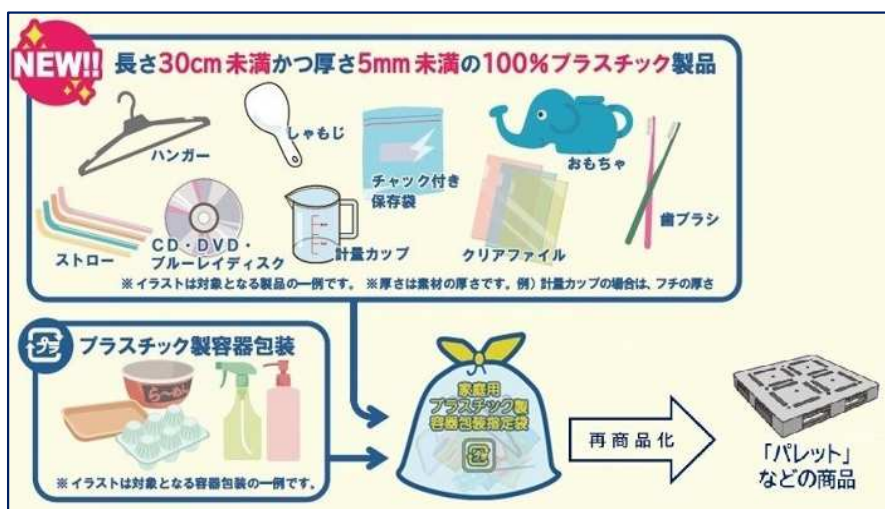 NEW!!
長さ30cm未満かつ厚さ5mm未満の100%プラスチック製品
ハンガー
しゃもじ
チャック付き
保存袋
おもちゃ
歯ブラシ
ストロー
CD・DVD・
ブルーレイディスク
計量カップ
クリアファイル
※イラストは対象となる製品の一例です。 ※厚さは素材の厚さです。例)計量カップの場合は、フチの厚さ
プラ
プラスチック製容器包装
らーめん
※イラストは対象となる容器包装の一例です。
家庭用
プラスチック製
容器包装指定袋
プラ
再商品化
「パレット」
などの商品